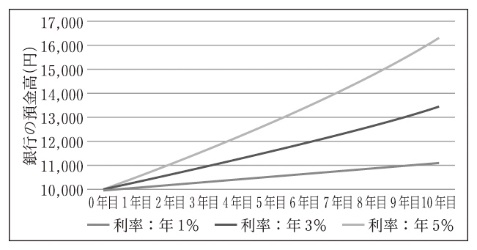 銀行の預金高(円)
17,000
16,000
15,000
14,000
13,000
12,000
11,000
10,000
0年目 1年目 2年目 3年目 4年目 5年目 6年目 7年目 8年目 9年目 10年目
利率：年1% 利率：年3% 利率：年5%